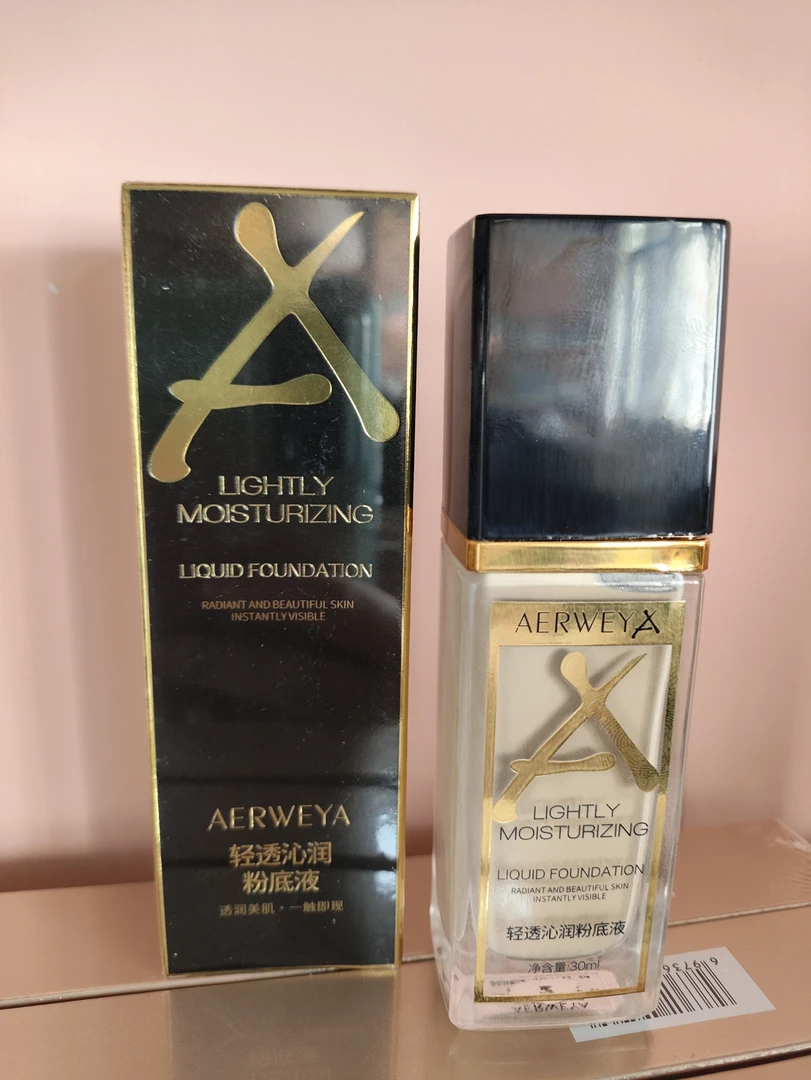 LIGHTLY
MOISTURIZING
LIQUID FOUNDATION
RADIANT AND BEAUTIFUL SKIN
INSTANTLY VISIBLE
AERWEYA
轻透沁润
粉底液
透润美肌·一触即现
AERWEYA
LIGHTLY
MOISTURIZING
LIQUID FOUNDATION
RADIANT AND BEAUTIFUL SKIN
INSTANTLY VISIBLE
轻透沁润粉底液
净含量:30ml